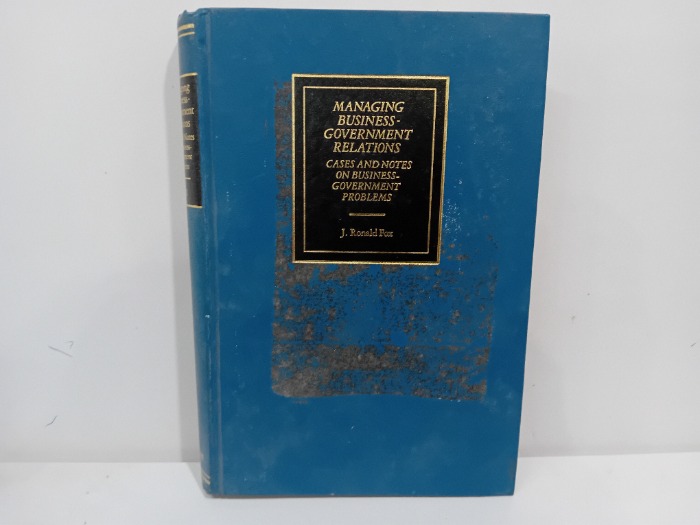 MANAGING
BUSINESS-
GOVERNMENT
RELATIONS
CASES AND NOTES
ON BUSINESS-
GOVERNMENT
PROBLEMS
J. Ronald Fox